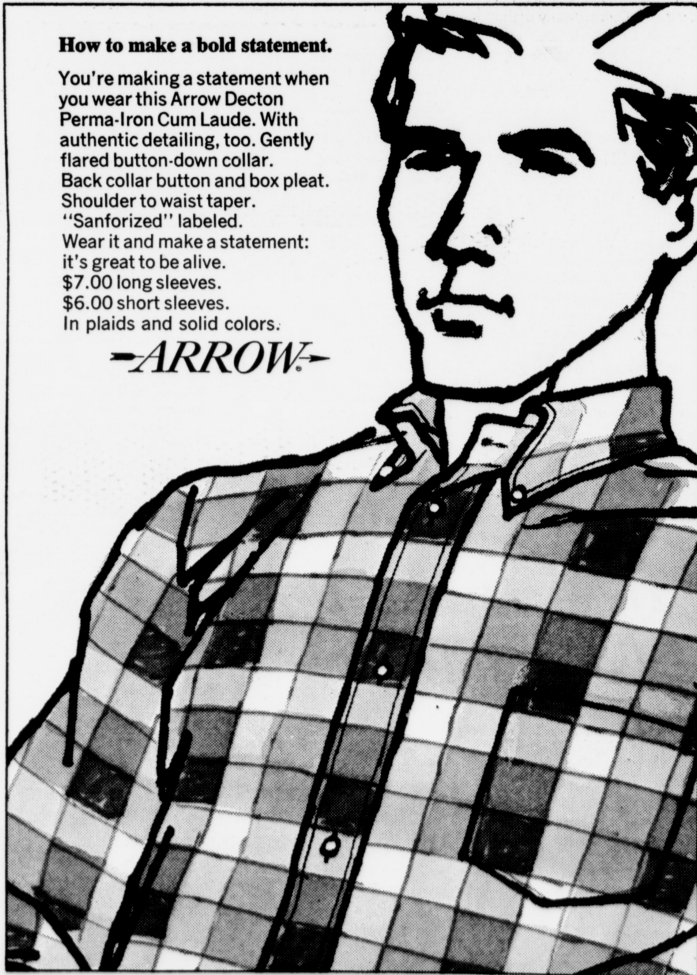 How to make a bold statement.
You're making a statement when
you wear this Arrow Decton
Perma-Iron Cum Laude. With
authentic detailing, too. Gently
flared button-down collar.
Back collar button and box pleat.
Shoulder to waist taper.
"Sanforized" labeled.
Wear it and make a statement:
it's great to be alive.
$7.00 long sleeves.
$6.00 short sleeves.
In plaids and solid colors.
ARROW®